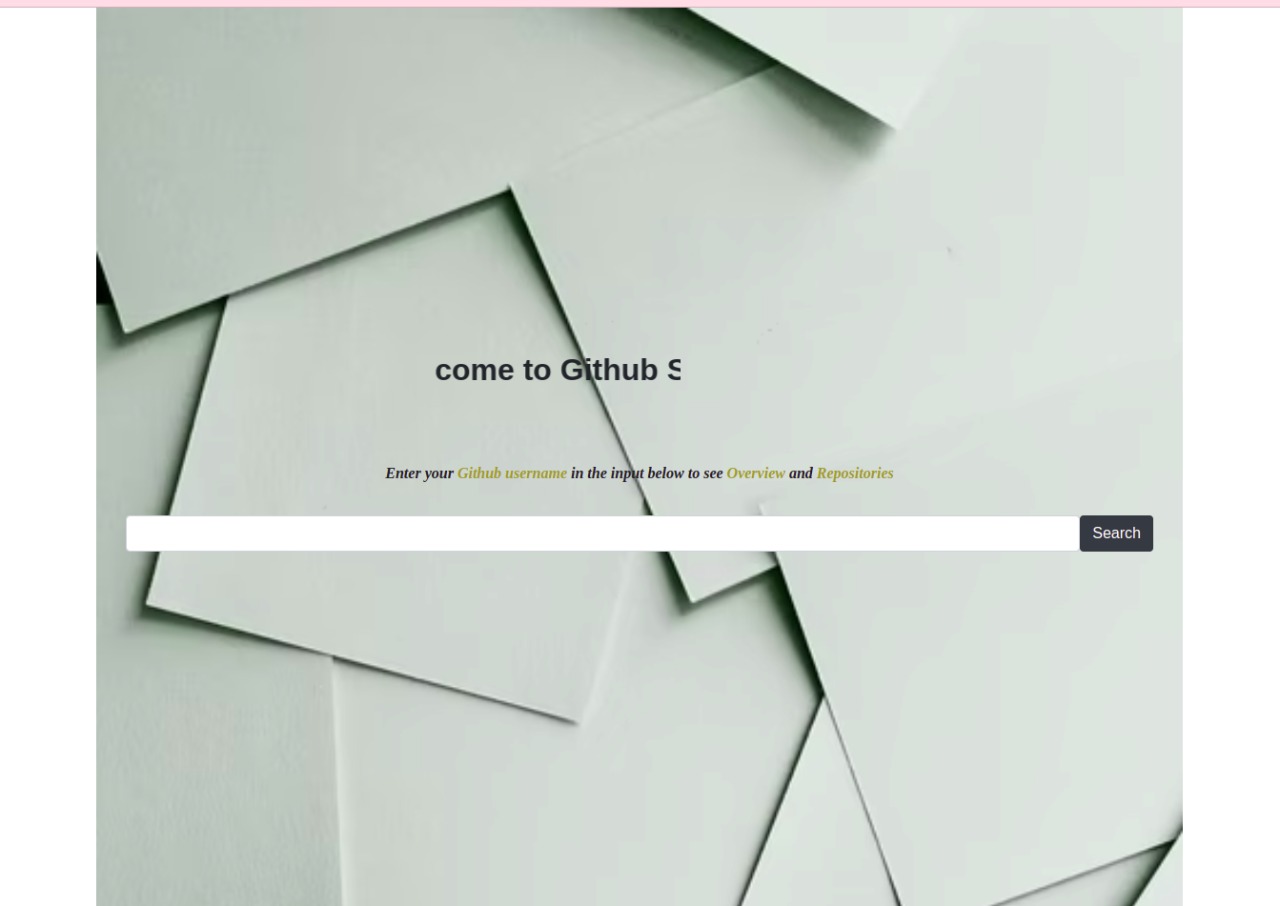 come to Github S
Enter your Github username in the input below to see Overview and Repositories
Search